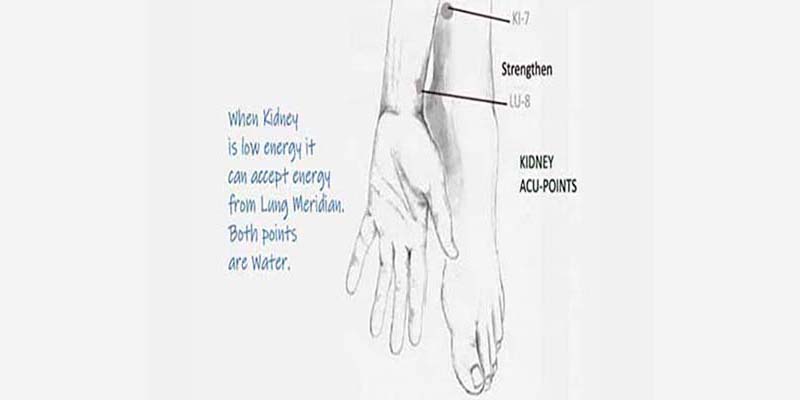 KI-7
Strengthen
LU-8
When Kidney
is low energy it
can accept energy
from Lung Meridian.
Both points
are Water.
KIDNEY
ACU-POINTS